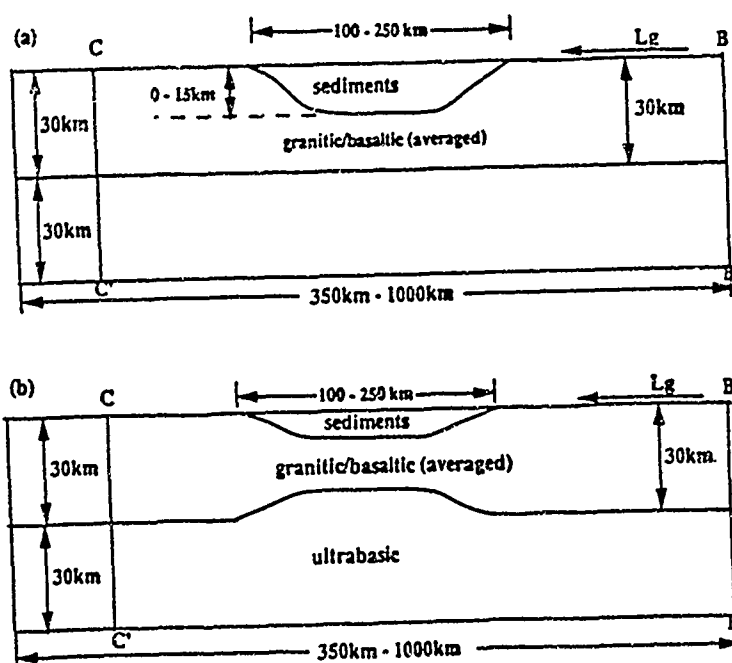 (a)
C
100 - 250 km
Lg
B
sediments
0 - 15km
30km
30km
granitic/basaltic (averaged)
30km
C'
350km - 1000km
(b)
C
100 - 250 km
Lg
B
sediments
30km
granitic/basaltic (averaged)
30km.
ultrabasic
30km
C'
350km - 1000km